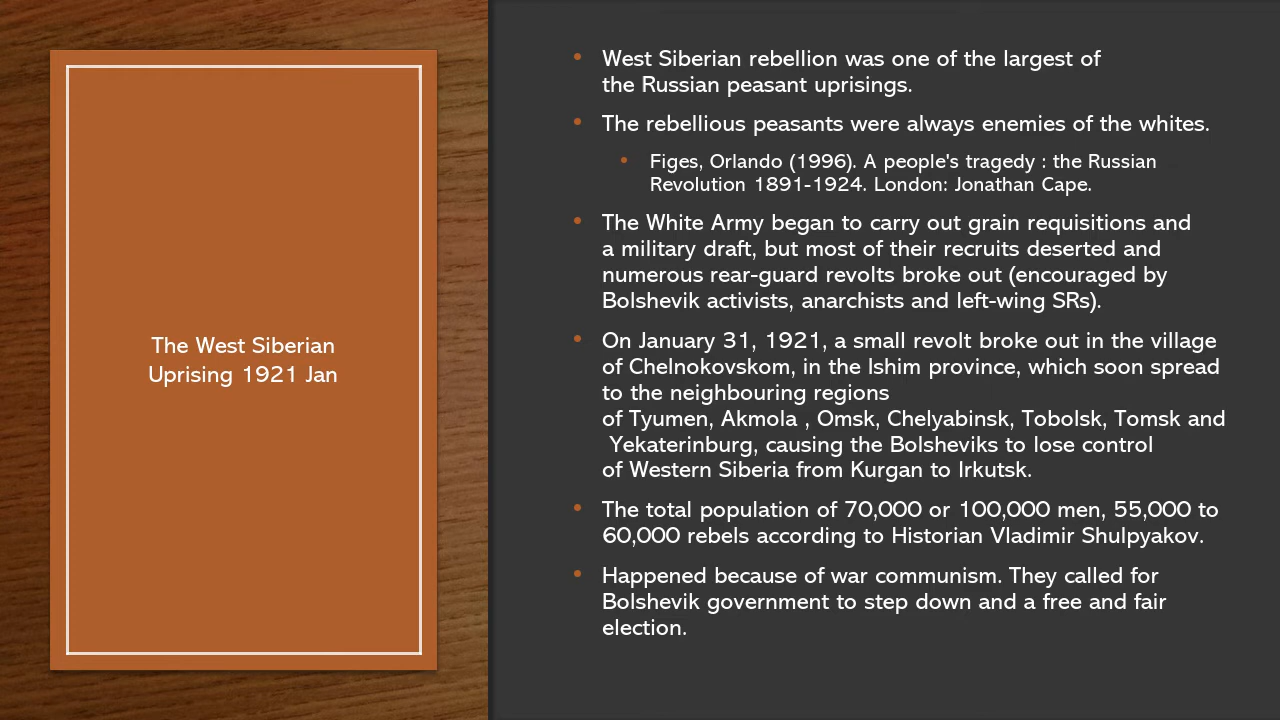 The West Siberian
Uprising 1921 Jan
• West Siberian rebellion was one of the largest of
the Russian peasant uprisings.
• The rebellious peasants were always enemies of the whites.
• Figes, Orlando (1996). A people's tragedy : the Russian
Revolution 1891-1924. London: Jonathan Cape.
• The White Army began to carry out grain requisitions and
a military draft, but most of their recruits deserted and
numerous rear-guard revolts broke out (encouraged by
Bolshevik activists, anarchists and left-wing SRs).
• On January 31, 1921, a small revolt broke out in the village
of Chelnokovskom, in the Ishim province, which soon spread
to the neighbouring regions
of Tyumen, Akmola , Omsk, Chelyabinsk, Tobolsk, Tomsk and
Yekaterinburg, causing the Bolsheviks to lose control
of Western Siberia from Kurgan to Irkutsk.
• The total population of 70,000 or 100,000 men, 55,000 to
60,000 rebels according to Historian Vladimir Shulpyakov.
• Happened because of war communism. They called for
Bolshevik government to step down and a free and fair
election.